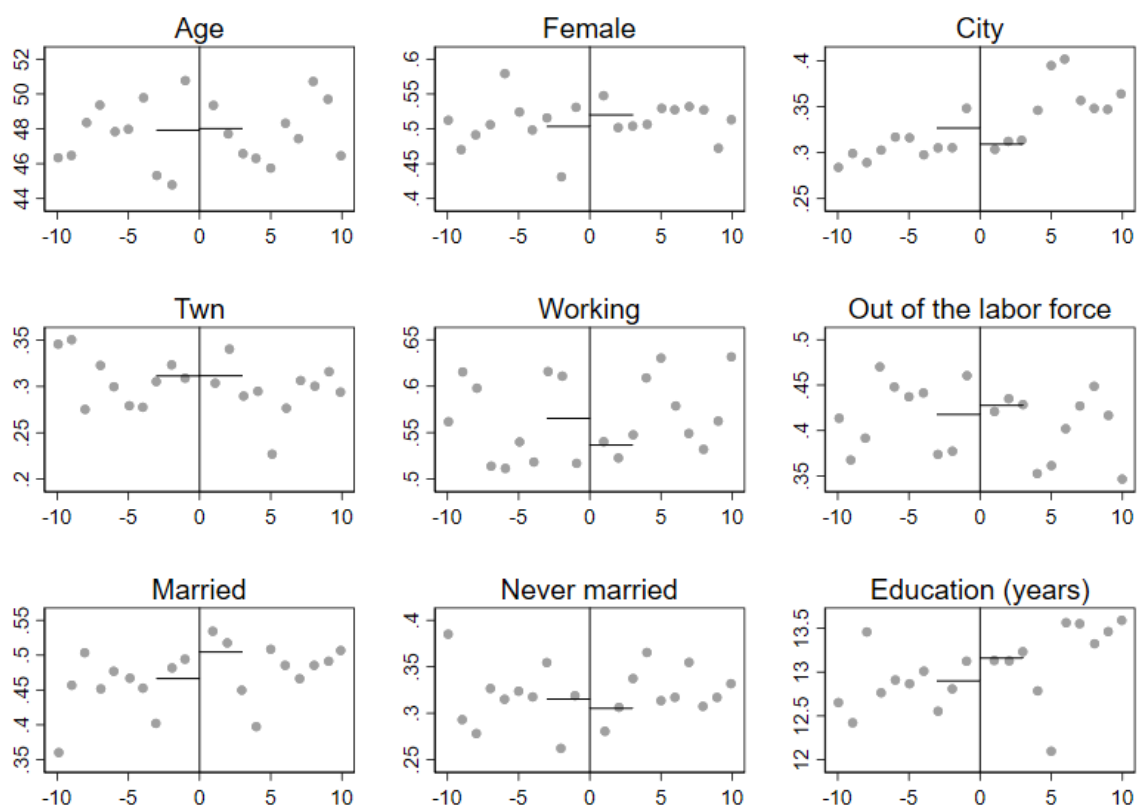 Age
Female
City
44 46 48 50 52
.4 .45 .5 .55 .6
.25 .3 .35 .4
-10 -5 0 5 10
-10 -5 0 5 10
-10 -5 0 5 10
Twn
Working
Out of the labor force
.2 .25 .3 .35
.5 .55 .6 .65
.35 .4 .45 .5
-10 -5 0 5 10
-10 -5 0 5 10
-10 -5 0 5 10
Married
Never married
Education (years)
.35 .4 .45 .5 .55
.25 .3 .35 .4
12 12.5 13 13.5
-10 -5 0 5 10
-10 -5 0 5 10
-10 -5 0 5 10